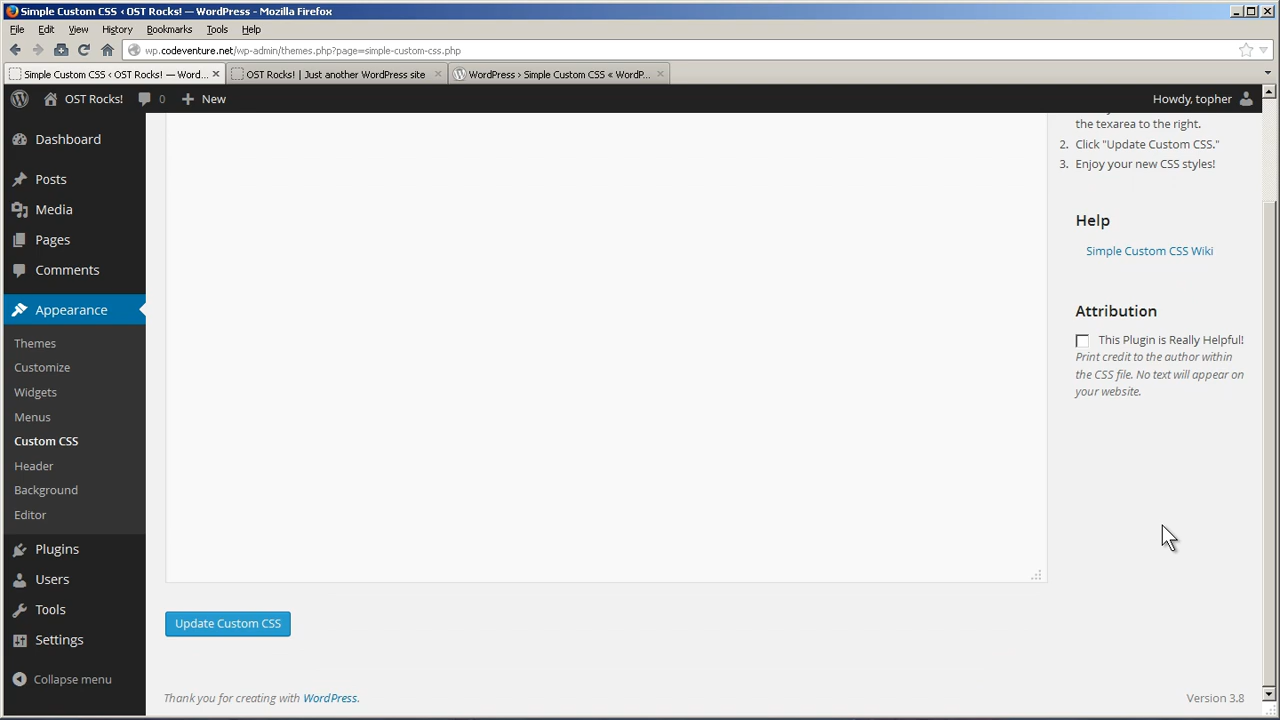 Simple Custom CSS ‹ OST Rocks! — WordPress - Mozilla Firefox
File Edit View History Bookmarks Tools Help
wp.codeventure.net/wp-admin/themes.php?page=simple-custom-css.php
Simple Custom CSS ‹ OST Rocks! — Word... × OST Rocks! | Just another WordPress site × WordPress › Simple Custom CSS « WordP... ×
OST Rocks! 0 New Howdy, topher
Dashboard
Posts
Media
Pages
Comments
Appearance
Themes
Customize
Widgets
Menus
Custom CSS
Header
Background
Editor
Plugins
Users
Tools
Settings
Collapse menu
the texarea to the right.
2. Click "Update Custom CSS."
3. Enjoy your new CSS styles!
Help
Simple Custom CSS Wiki
Attribution
This Plugin is Really Helpful!
Print credit to the author within
the CSS file. No text will appear on
your website.
Update Custom CSS
Thank you for creating with WordPress.
Version 3.8